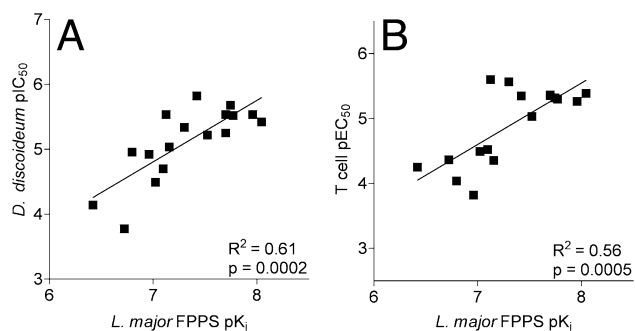 A
D. discoideum pIC50
7
6
5
4
3
6
7
8
L. major FPPS pKi
R2 = 0.61
p = 0.0002
B
T cell pEC50
6
5
4
3
6
7
8
L. major FPPS pKi
R2 = 0.56
p = 0.0005